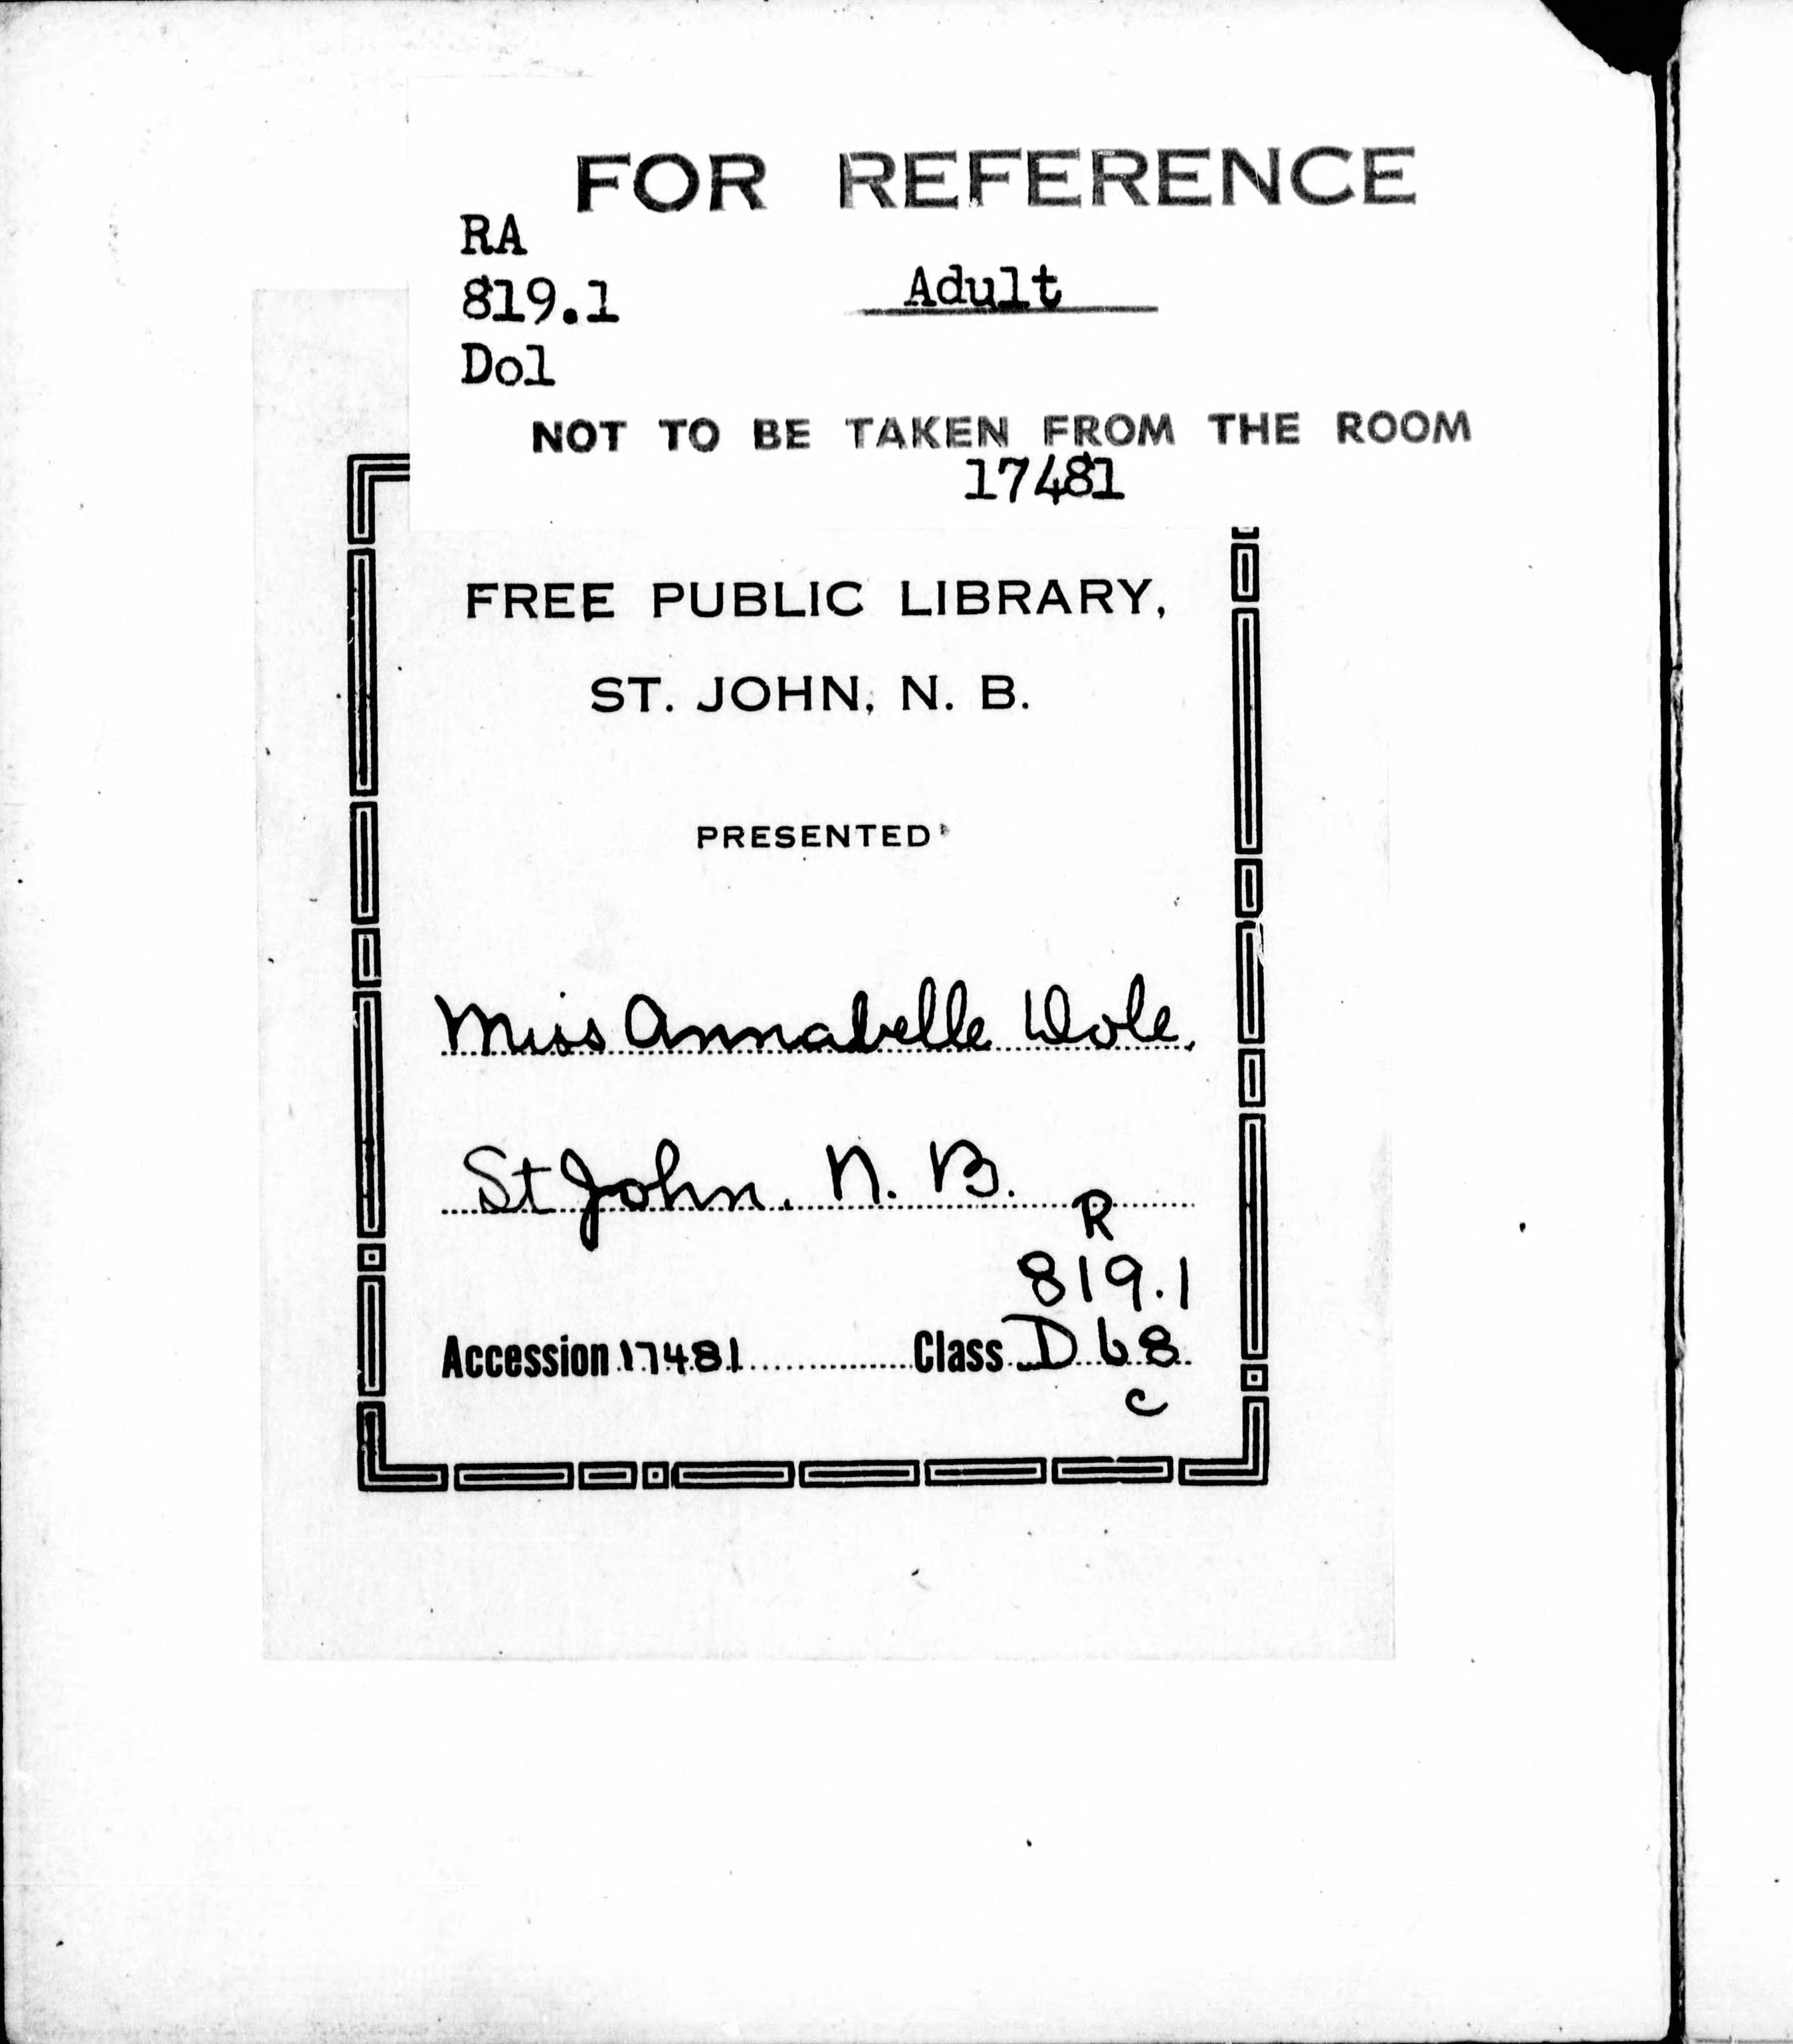 FOR REFERENCE
RA
819.1 Adult
Dol
NOT TO BE TAKEN FROM THE ROOM
17481
FREE PUBLIC LIBRARY,
ST. JOHN, N. B.
PRESENTED
Miss Annabelle Dole.
St John. N. B.
R
819.1
Accession 17481 Class D68
c